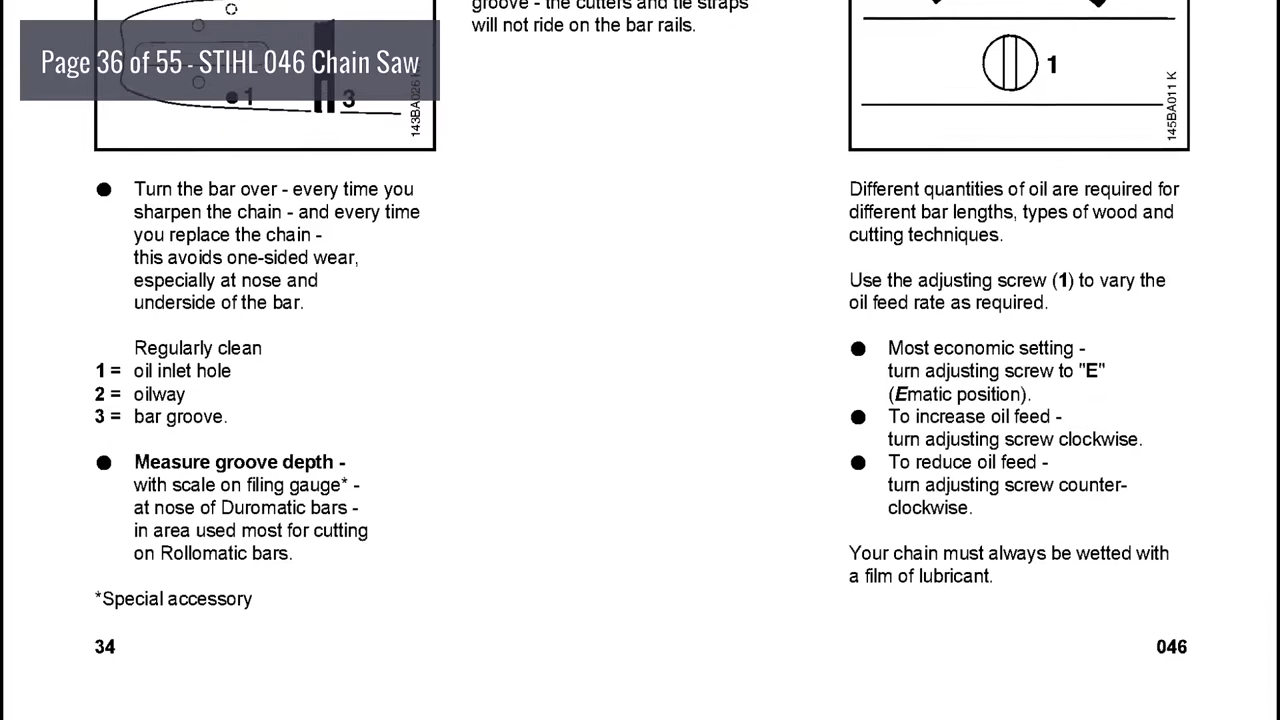 Page 36 of 55 - STIHL 046 Chain Saw
1
3
143BA026 K
Turn the bar over - every time you
sharpen the chain - and every time
you replace the chain -
this avoids one-sided wear,
especially at nose and
underside of the bar.
Regularly clean
1 = oil inlet hole
2 = oilway
3 = bar groove.
Measure groove depth -
with scale on filing gauge* -
at nose of Duromatic bars -
in area used most for cutting
on Rollomatic bars.
*Special accessory
34
groove - the cutters and tie straps
will not ride on the bar rails.
1
145BA011 K
Different quantities of oil are required for
different bar lengths, types of wood and
cutting techniques.
Use the adjusting screw (1) to vary the
oil feed rate as required.
Most economic setting -
turn adjusting screw to "E"
(Ematic position).
To increase oil feed -
turn adjusting screw clockwise.
To reduce oil feed -
turn adjusting screw counter-
clockwise.
Your chain must always be wetted with
a film of lubricant.
046